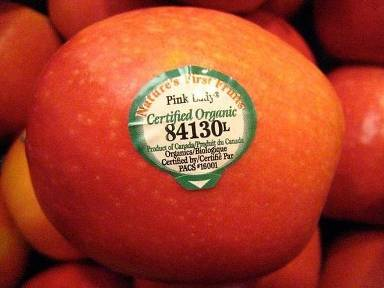 Nature's First Fruits
Pink Lady®
Certified Organic
84130L
Product of Canada/Produit du Canada
Organics/Biologique
Certified by/Certifié Par
PACS #16001